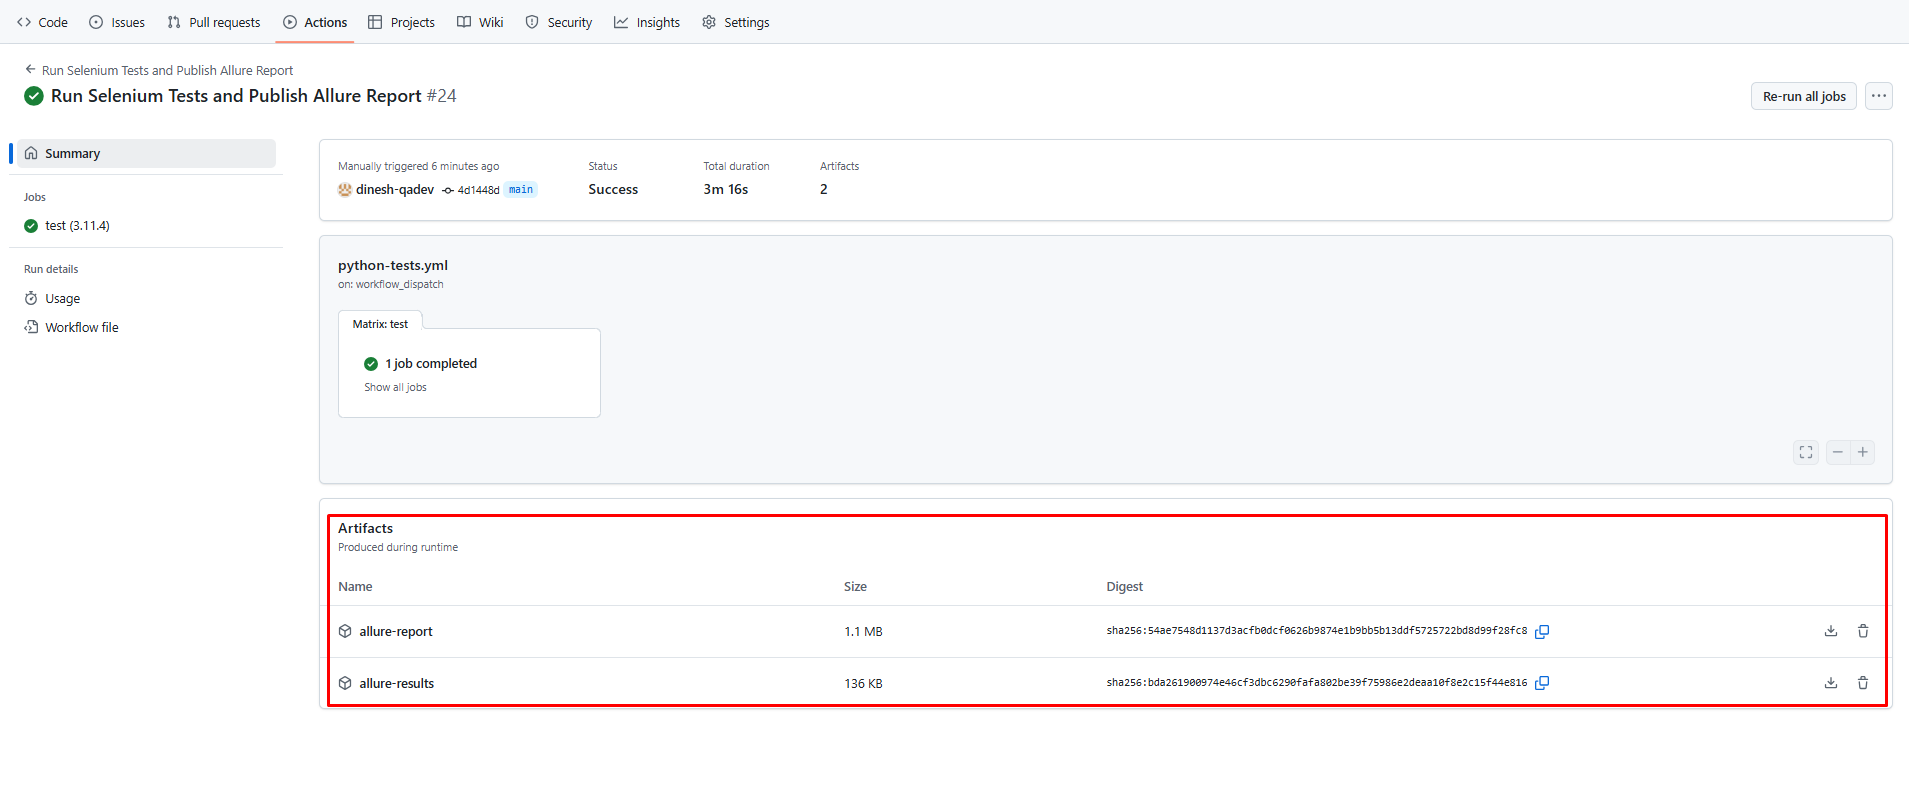 Code Issues Pull requests Actions Projects Wiki Security Insights Settings
Run Selenium Tests and Publish Allure Report
Run Selenium Tests and Publish Allure Report #24
Re-run all jobs
Summary
Jobs
test (3.11.4)
Run details
Usage
Workflow file
Manually triggered 6 minutes ago
dinesh-qadev 4d1448d main
Status
Success
Total duration
3m 16s
Artifacts
2
python-tests.yml
on: workflow_dispatch
Matrix: test
1 job completed
Show all jobs
Artifacts
Produced during runtime
Name Size Digest
allure-report 1.1 MB sha256:54ae7548d1137d3acfb0dcf0626b9874e1b9bb5b13ddf5725722bd8d99f28fc8
allure-results 136 KB sha256:bda261900974e46cf3dbc6290fafa802be39f75986e2deaa10f8e2c15f44e816